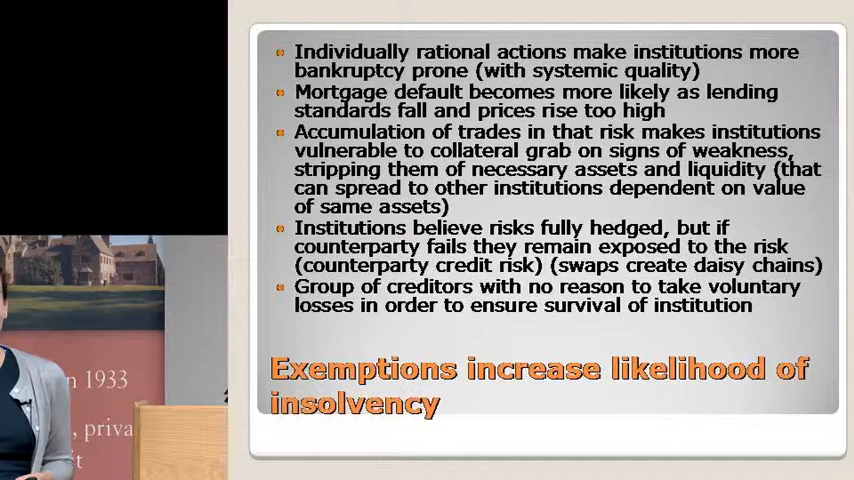 Individually rational actions make institutions more
bankruptcy prone (with systemic quality)
Mortgage default becomes more likely as lending
standards fall and prices rise too high
Accumulation of trades in that risk makes institutions
vulnerable to collateral grab on signs of weakness,
stripping them of necessary assets and liquidity (that
can spread to other institutions dependent on value
of same assets)
Institutions believe risks fully hedged, but if
counterparty fails they remain exposed to the risk
(counterparty credit risk) (swaps create daisy chains)
Group of creditors with no reason to take voluntary
losses in order to ensure survival of institution
Exemptions increase likelihood of
insolvency
n 1933
, priva
it